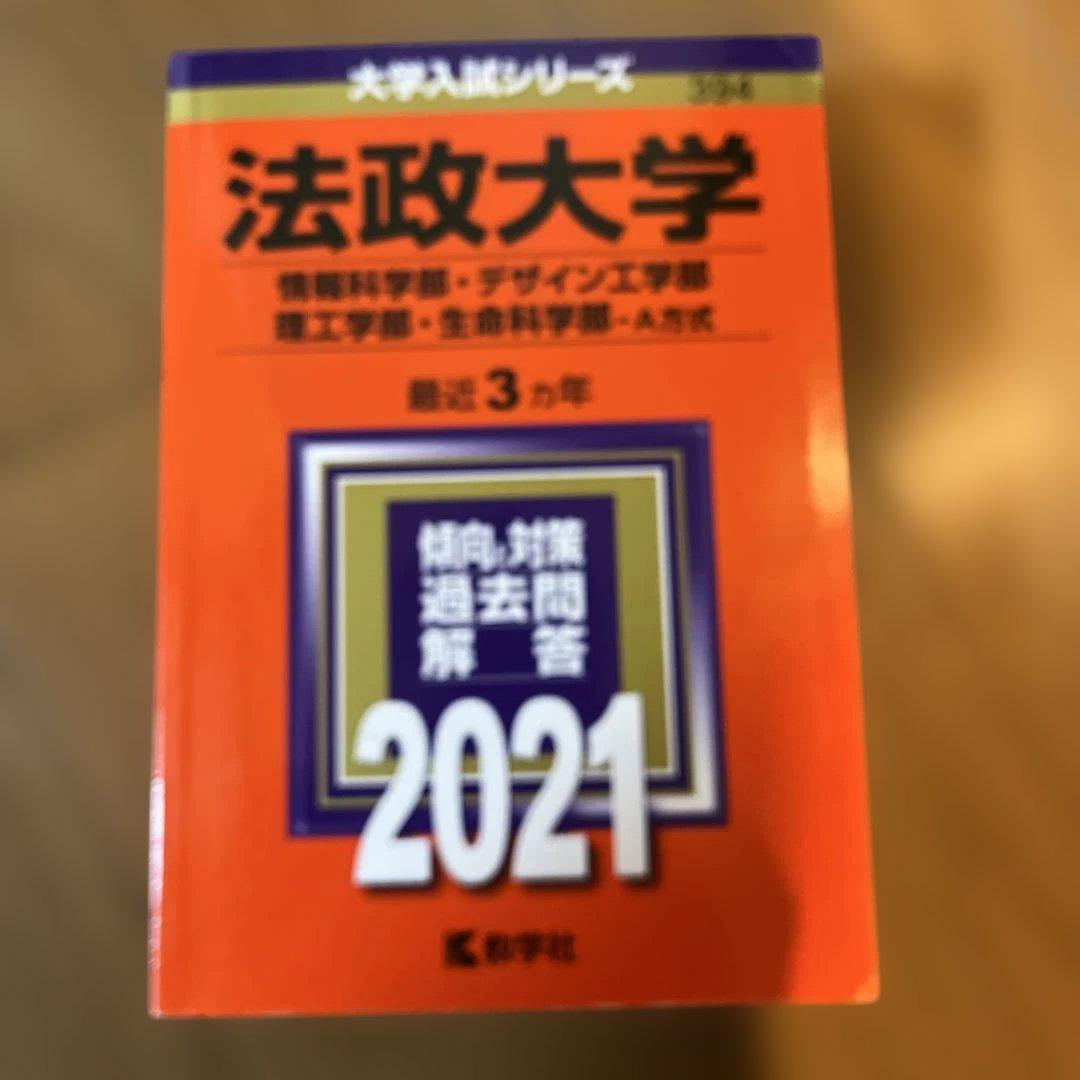 大学入試シリーズ
394
法政大学
情報科学部・デザイン工学部
理工学部・生命科学部-A方式
最近3ヵ年
傾向と対策
過去問
解答
2021
教学社